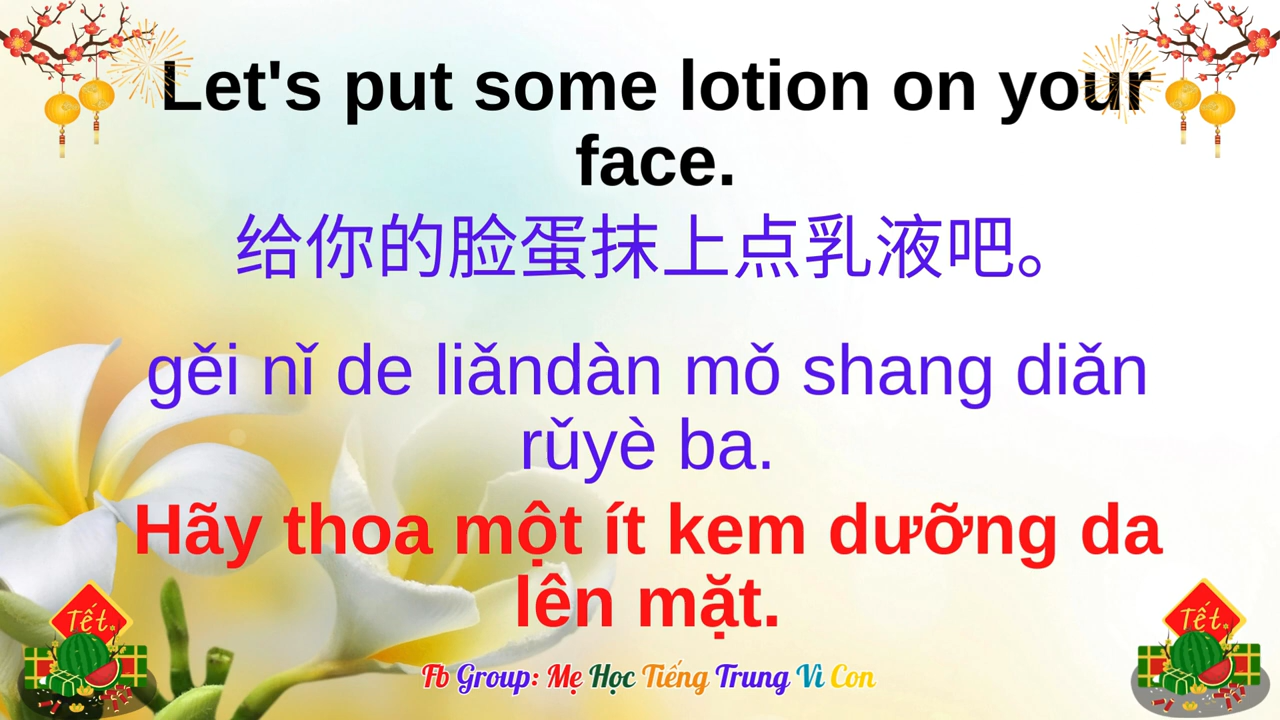 Let's put some lotion on your
face.
给你的脸蛋抹上点乳液吧。
gěi nǐ de liǎndàn mǒ shang diǎn
rǔyè ba.
Hãy thoa một ít kem dưỡng da
lên mặt.
Tết
Tết
Fb Group: Mẹ Học Tiếng Trung Vì Con